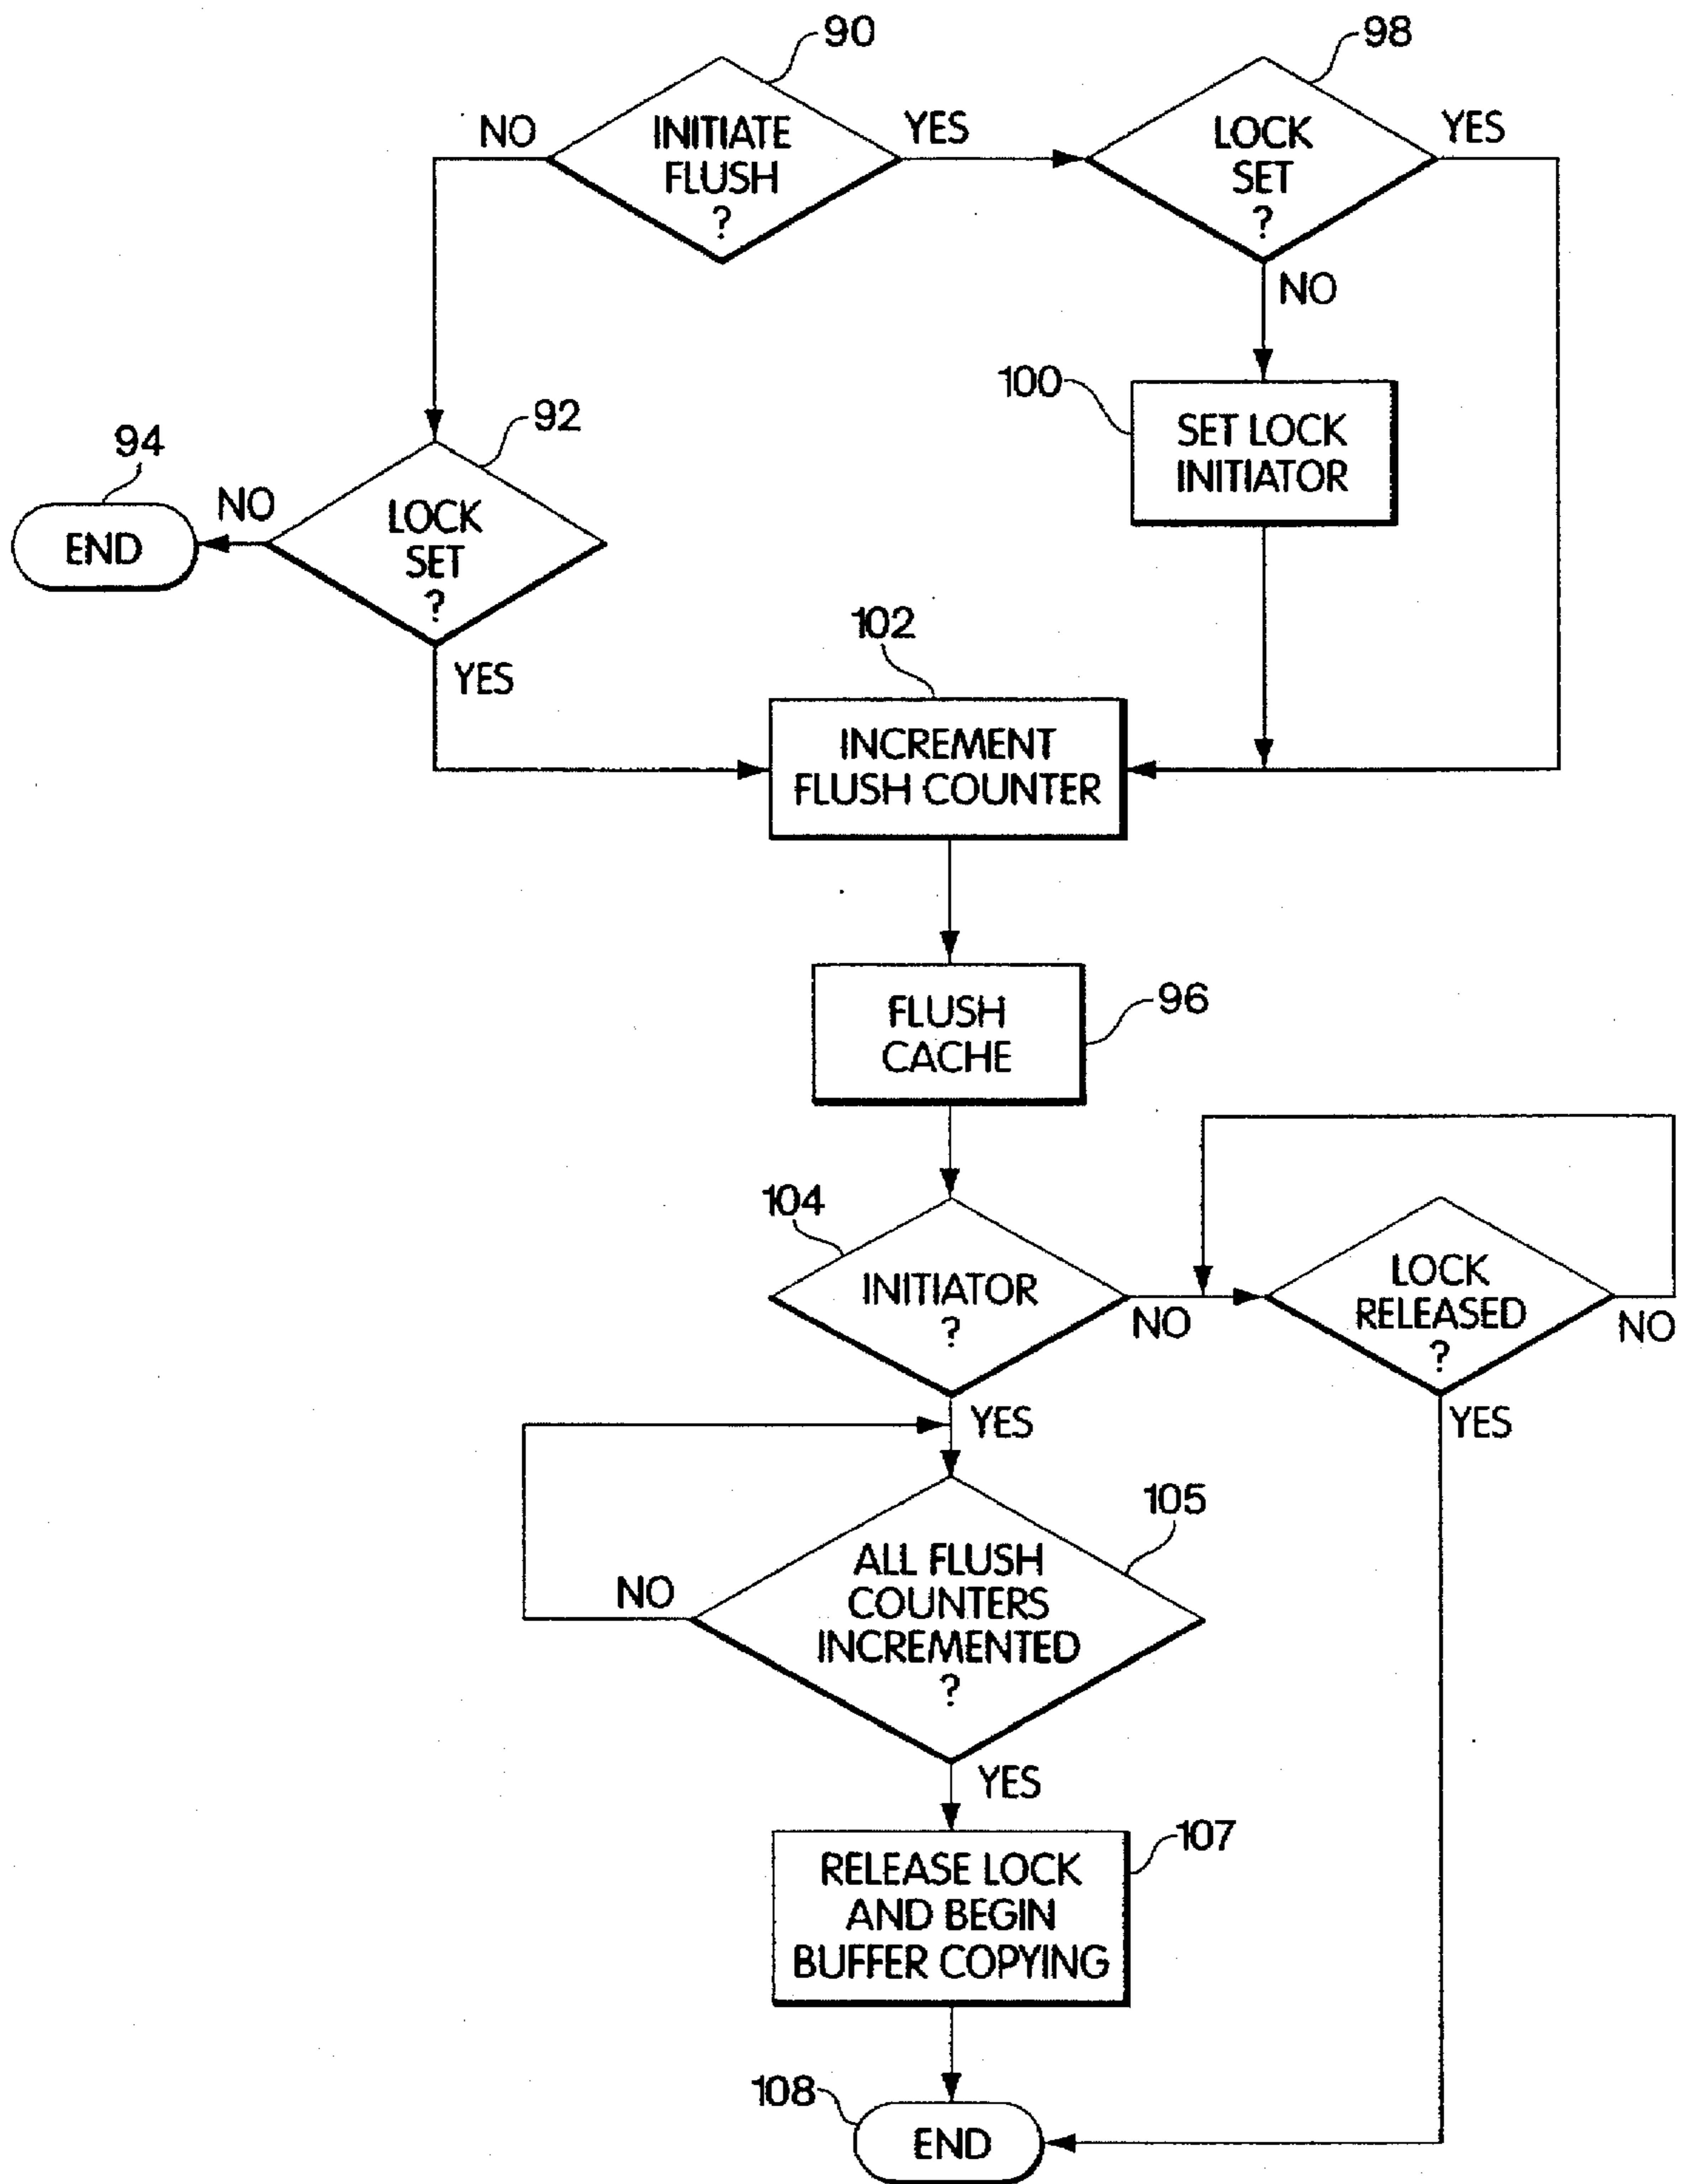 90
98
NO
INITIATE
FLUSH
?
YES
LOCK
SET
?
YES
NO
100
SET LOCK
INITIATOR
94
92
END
NO
LOCK
SET
?
YES
102
INCREMENT
FLUSH COUNTER
FLUSH
CACHE
96
104
INITIATOR
?
NO
LOCK
RELEASED
?
NO
YES
YES
105
NO
ALL FLUSH
COUNTERS
INCREMENTED
?
YES
107
RELEASE LOCK
AND BEGIN
BUFFER COPYING
108
END